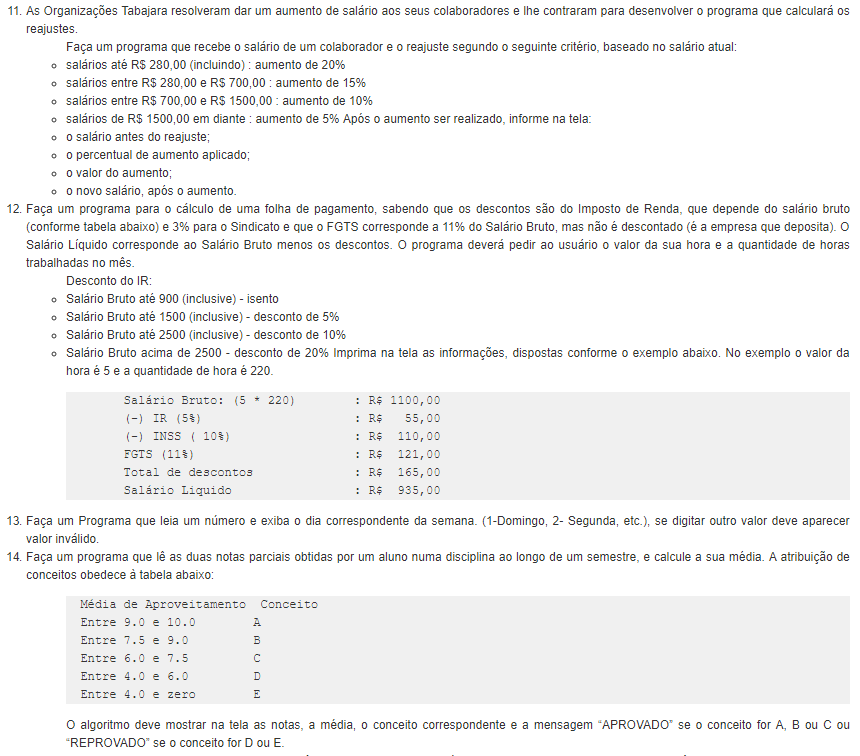 11. As Organizações Tabajara resolveram dar um aumento de salário aos seus colaboradores e lhe contraram para desenvolver o programa que calculará os
reajustes.
Faça um programa que recebe o salário de um colaborador e o reajuste segundo o seguinte critério, baseado no salário atual:
o salários até R$ 280,00 (incluindo) : aumento de 20%
o salários entre R$ 280,00 e R$ 700,00 : aumento de 15%
o salários entre R$ 700,00 e R$ 1500,00 : aumento de 10%
o salários de R$ 1500,00 em diante : aumento de 5% Após o aumento ser realizado, informe na tela:
o o salário antes do reajuste;
o o percentual de aumento aplicado;
o o valor do aumento;
o o novo salário, após o aumento.
12. Faça um programa para o cálculo de uma folha de pagamento, sabendo que os descontos são do Imposto de Renda, que depende do salário bruto
(conforme tabela abaixo) e 3% para o Sindicato e que o FGTS corresponde a 11% do Salário Bruto, mas não é descontado (é a empresa que deposita). O
Salário Líquido corresponde ao Salário Bruto menos os descontos. O programa deverá pedir ao usuário o valor da sua hora e a quantidade de horas
trabalhadas no mês.
Desconto do IR:
o Salário Bruto até 900 (inclusive) - isento
o Salário Bruto até 1500 (inclusive) - desconto de 5%
o Salário Bruto até 2500 (inclusive) - desconto de 10%
o Salário Bruto acima de 2500 - desconto de 20% Imprima na tela as informações, dispostas conforme o exemplo abaixo. No exemplo o valor da
hora é 5 e a quantidade de hora é 220.
Salário Bruto: (5 * 220) : R$ 1100,00
(-) IR (5%) : R$ 55,00
(-) INSS ( 10%) : R$ 110,00
FGTS (11%) : R$ 121,00
Total de descontos : R$ 165,00
Salário Liquido : R$ 935,00
13. Faça um Programa que leia um número e exiba o dia correspondente da semana. (1-Domingo, 2- Segunda, etc.), se digitar outro valor deve aparecer
valor inválido.
14. Faça um programa que lê as duas notas parciais obtidas por um aluno numa disciplina ao longo de um semestre, e calcule a sua média. A atribuição de
conceitos obedece à tabela abaixo:
Média de Aproveitamento Conceito
Entre 9.0 e 10.0 A
Entre 7.5 e 9.0 B
Entre 6.0 e 7.5 C
Entre 4.0 e 6.0 D
Entre 4.0 e zero E
O algoritmo deve mostrar na tela as notas, a média, o conceito correspondente e a mensagem “APROVADO” se o conceito for A, B ou C ou
“REPROVADO” se o conceito for D ou E.